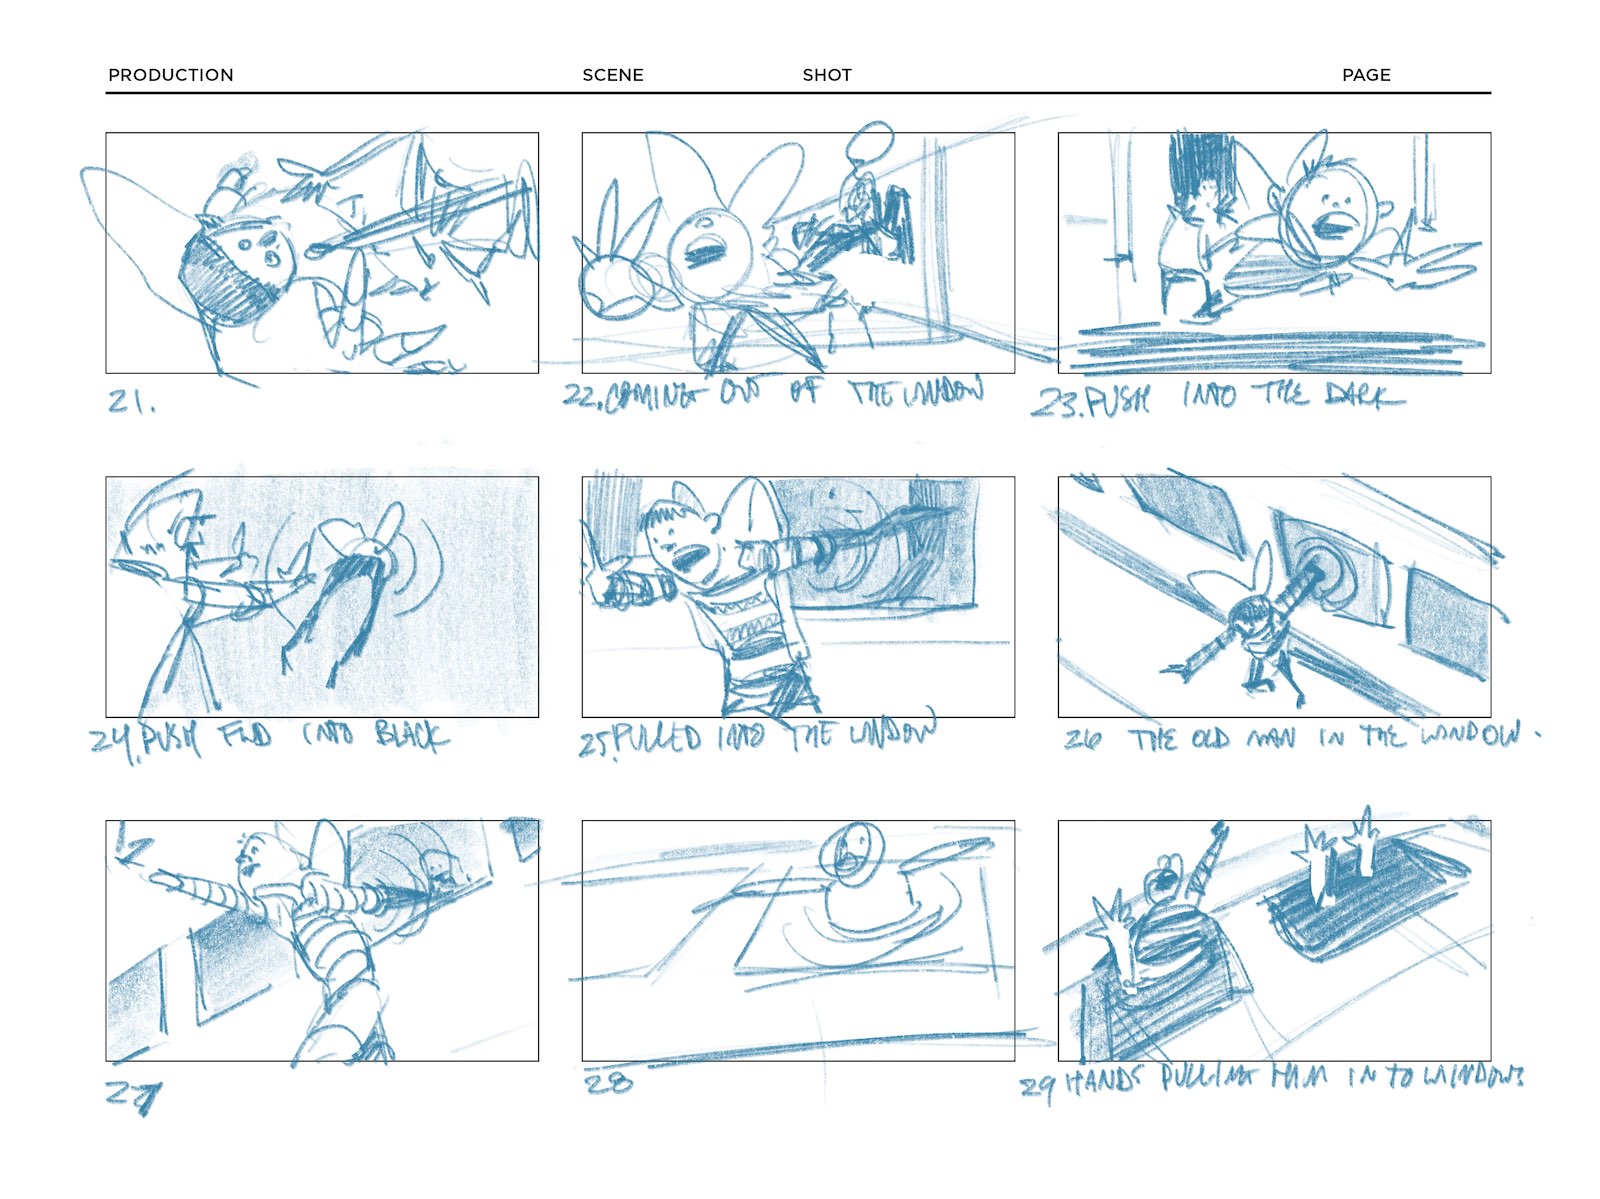 PRODUCTION SCENE SHOT PAGE
21.
22. COMING OUT OF THE WINDOW
23. PUSH INTO THE DARK
24. PUSH FWD INTO BLACK
25. PULLED INTO THE WINDOW
26 THE OLD MAN IN THE WINDOW.
27
28
29 HANDS PULLING HIM IN TO WINDOWS